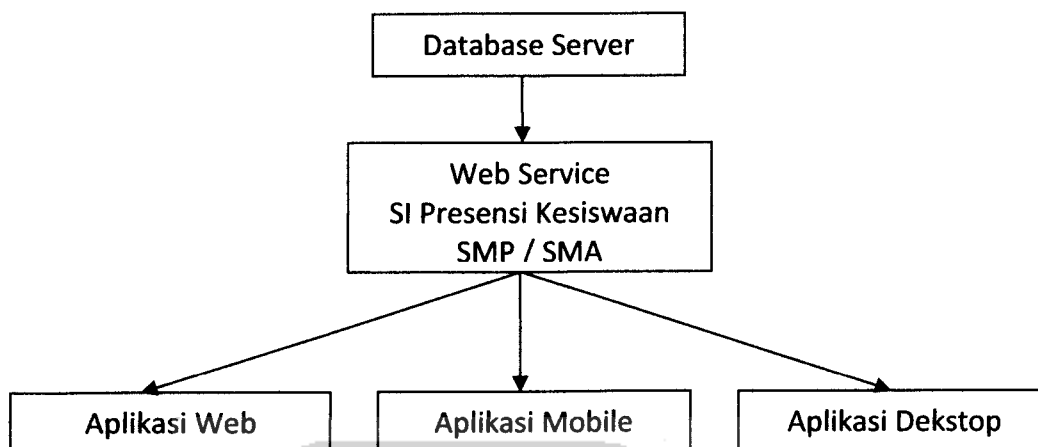 Database Server
Web Service
SI Presensi Kesiswaan
SMP / SMA
Aplikasi Web
Aplikasi Mobile
Aplikasi Dekstop